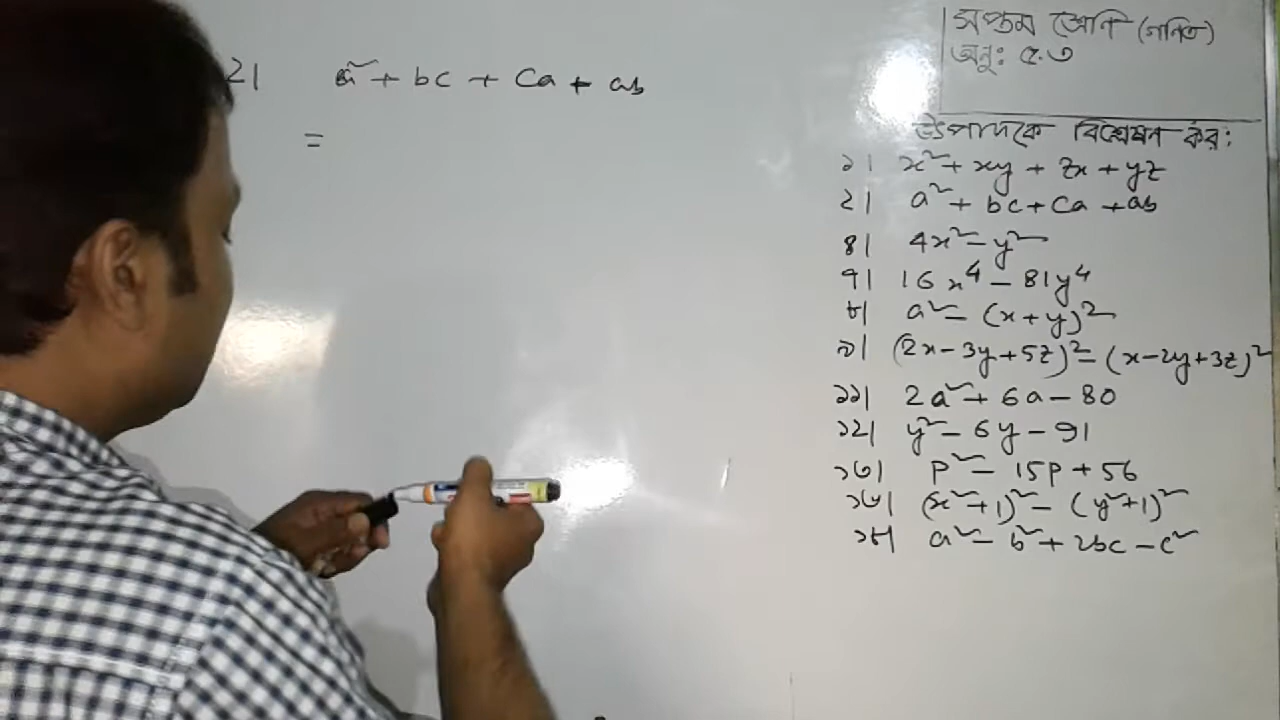 ২। a² + bc + ca + ab
=
সপ্তম শ্রেণি (গণিত)
অনু: ৫.৩
উৎপাদকে বিশ্লেষণ কর:
১। x² + xy + zx + yz
২। a² + bc + ca + ab
৪। 4x² – y²
৭। 16x⁴ – 81y⁴
৮। a² – (x + y)²
৯। (2x – 3y + 5z)² – (x – 2y + 3z)²
১১। 2a² + 6a – 80
১২। y² – 6y – 91
১৩। p² – 15p + 56
১৬। (x² + 1)² – (y² + 1)²
১৮। a² – b² + 2bc – c²